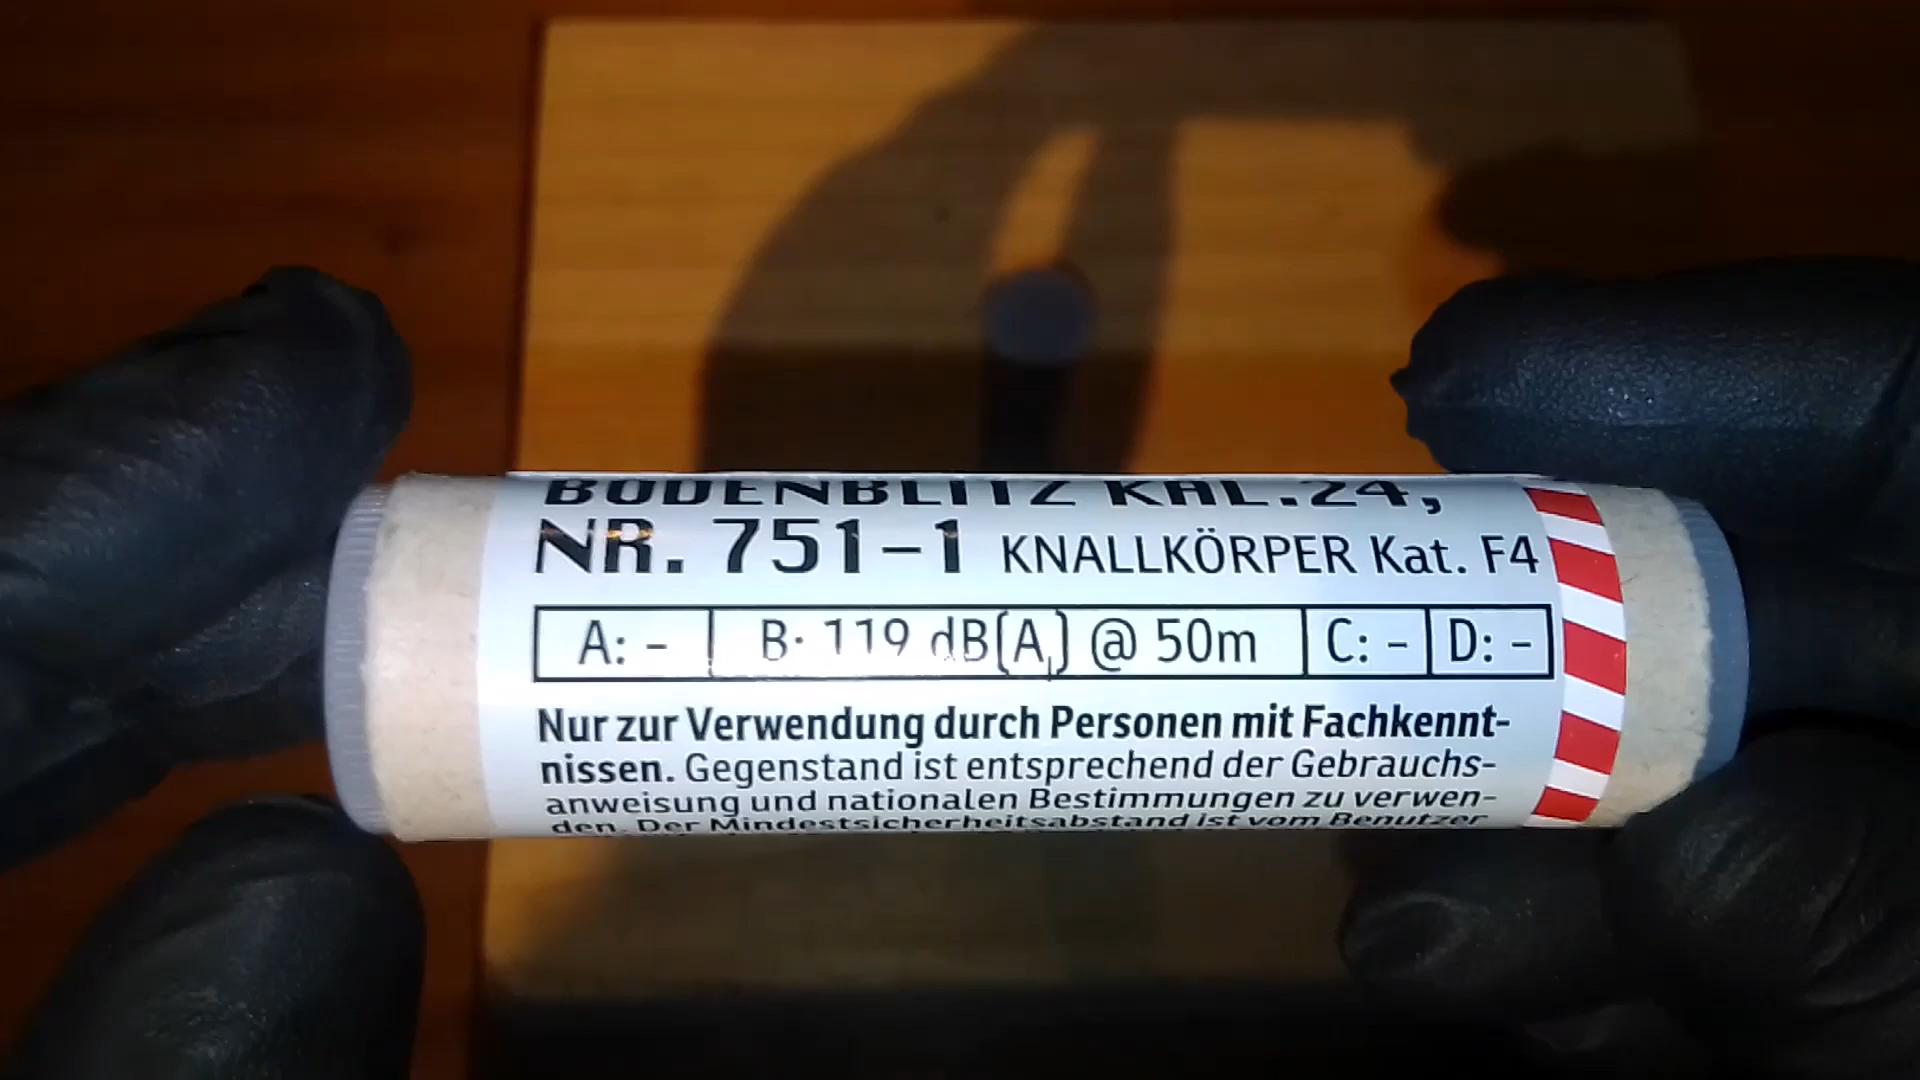 BODENBLITZ KAL.24,
NR. 751-1 KNALLKÖRPER Kat. F4
A: - B: 119 dB(A,) @ 50m C: - D: -
Nur zur Verwendung durch Personen mit Fachkennt-
nissen. Gegenstand ist entsprechend der Gebrauchs-
anweisung und nationalen Bestimmungen zu verwen-
den. Der Mindestsicherheitsabstand ist vom Benutzer